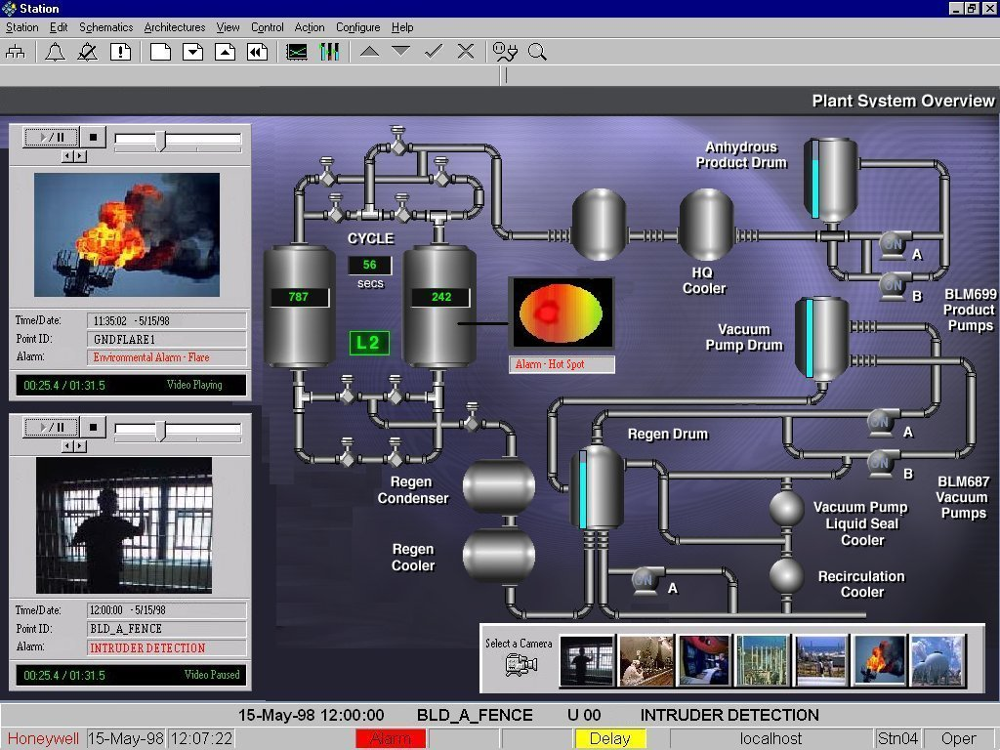 Station
Station Edit Schematics Architectures View Control Action Configure Help
Plant System Overview
Time/Date: 11:35:02 - 5/15/98
Point ID: GNDFLARE1
Alarm: Environmental Alarm - Flare
00:25.4 / 01:31.5 Video Playing
Time/Date: 12:00:00 - 5/15/98
Point ID: BLD_A_FENCE
Alarm: INTRUDER DETECTION
00:25.4 / 01:31.5 Video Paused
CYCLE
56
secs
787
242
L2
Alarm - Hot Spot
Anhydrous
Product Drum
HQ
Cooler
ON A
ON B
BLM699
Product
Pumps
Vacuum
Pump Drum
Regen Drum
ON A
ON B
BLM687
Vacuum
Pumps
Regen
Condenser
Regen
Cooler
Vacuum Pump
Liquid Seal
Cooler
Recirculation
Cooler
ON A
Select a Camera
15-May-98 12:00:00 BLD_A_FENCE U 00 INTRUDER DETECTION
Honeywell 15-May-98 12:07:22 Alarm Delay localhost Stn04 Oper